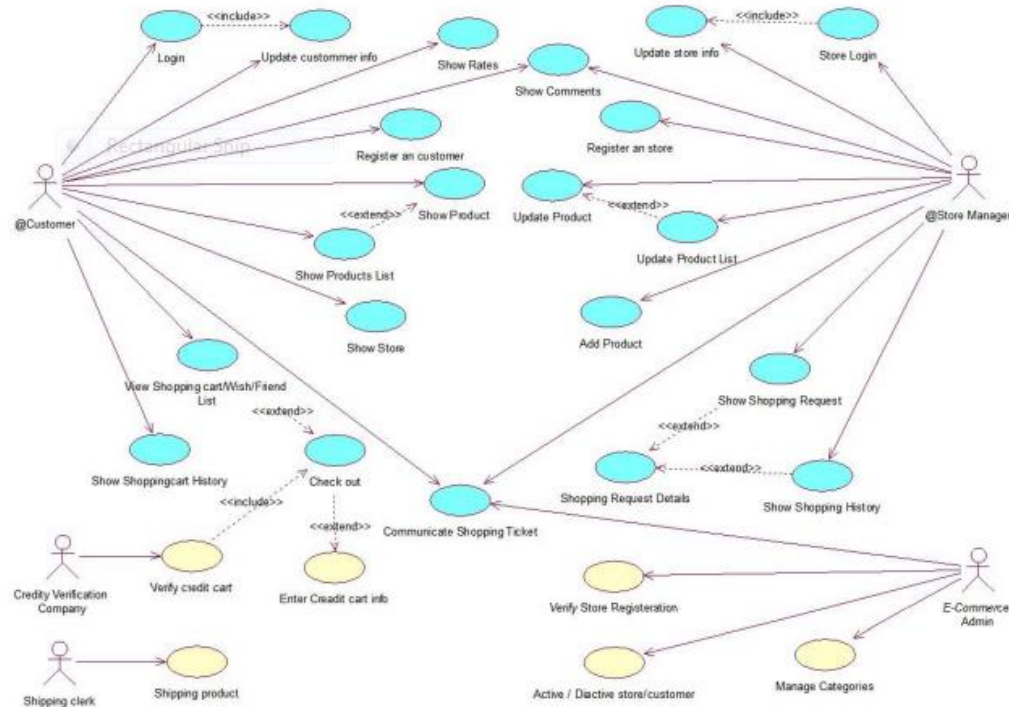 <<include>>
<<include>>
Login
Update custommer info
Show Rates
Update store info
Store Login
Show Comments
Rectangular Snip
Register an customer
Register an store
@Customer
<<extend>>
Show Product
Update Product
<<extend>>
@Store Manager
Show Products List
Update Product List
Show Store
Add Product
View Shopping cart/Wish/Friend
List
Show Shopping Request
<<extend>>
<<extend>>
Show Shoppingcart History
Check out
<<extend>>
Shopping Request Details
Show Shopping History
<<include>>
<<extend>>
Communicate Shopping Ticket
Credity Verification
Company
Verify credit cart
Enter Creadit cart info
Verify Store Registeration
E-Commerce
Admin
Shipping clerk
Shipping product
Active / Diactive store/customer
Manage Categories